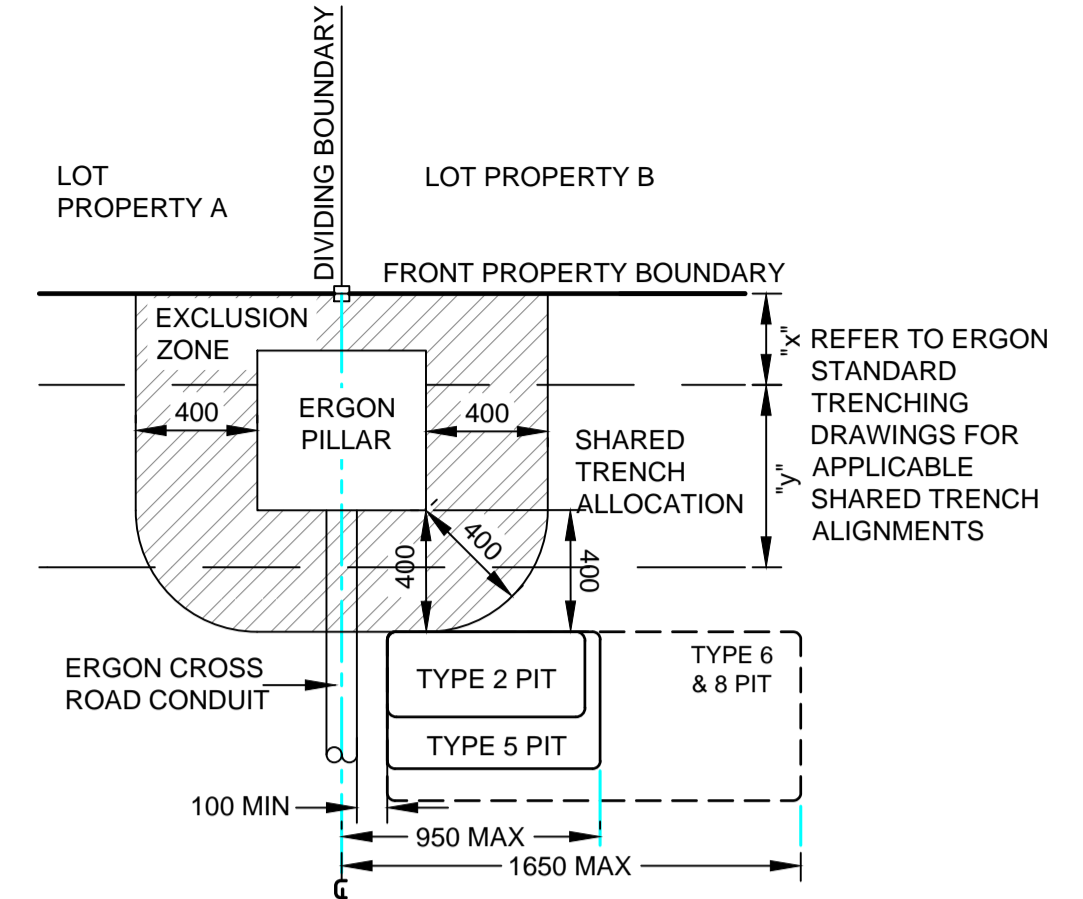 DIVIDING BOUNDARY
LOT
PROPERTY A
LOT PROPERTY B
FRONT PROPERTY BOUNDARY
EXCLUSION
ZONE
"x"
REFER TO ERGON
STANDARD
TRENCHING
DRAWINGS FOR
APPLICABLE
SHARED TRENCH
ALIGNMENTS
400
ERGON
PILLAR
400
SHARED
TRENCH
ALLOCATION
"y"
400
400
400
ERGON CROSS
ROAD CONDUIT
TYPE 2 PIT
TYPE 6
& 8 PIT
TYPE 5 PIT
100 MIN
950 MAX
1650 MAX